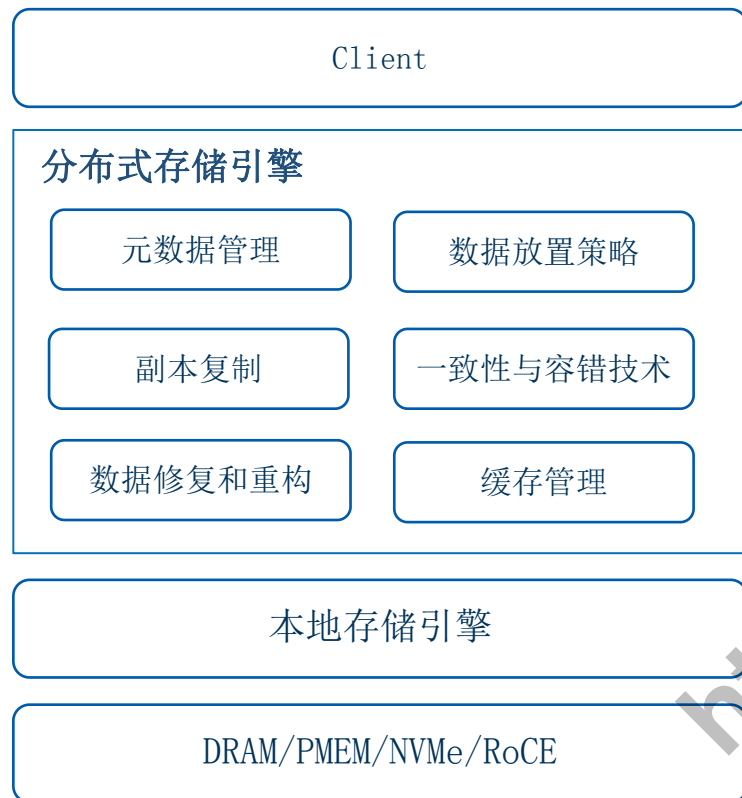 Client
分布式存储引擎
元数据管理
数据放置策略
副本复制
一致性与容错技术
数据修复和重构
缓存管理
本地存储引擎
DRAM/PMEM/NVMe/RoCE
ht